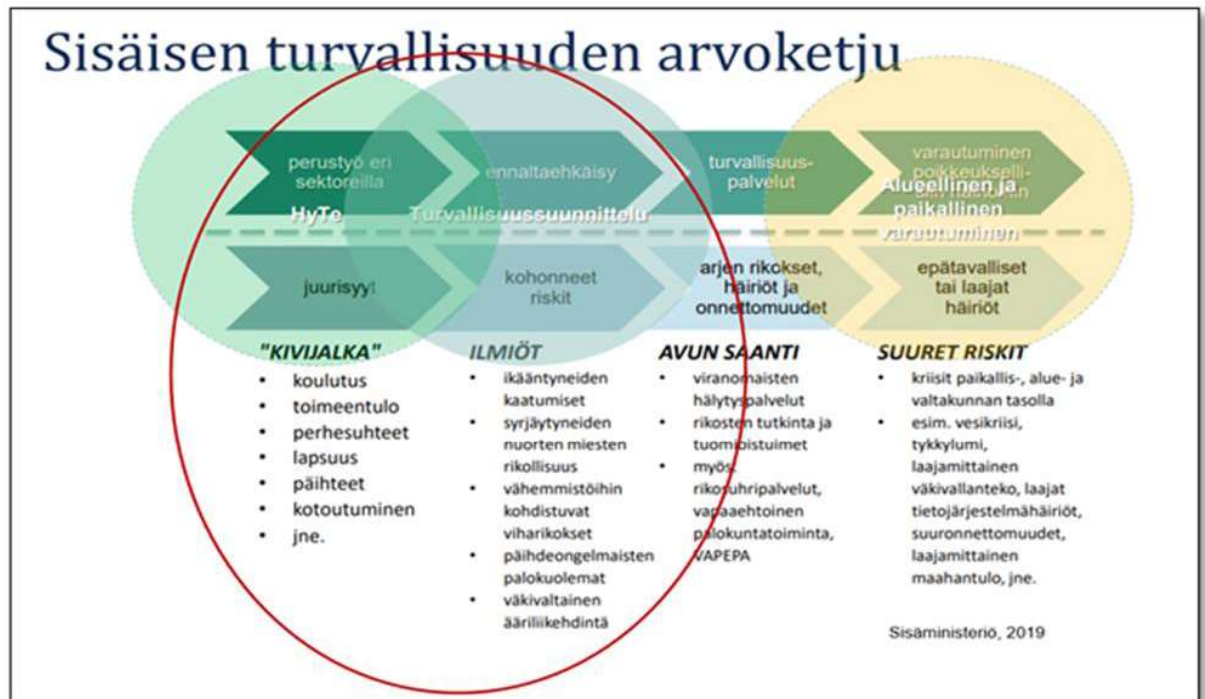 Sisäisen turvallisuuden arvoketju
perustyö eri
sektoreilla
HyTe
ennaltaehkäisy
Turvallisuussuunnittelu
turvallisuus-
palvelut
varautuminen
poikkeukselli-
Alueellinen ja
paikallinen
varautuminen
juurisyyt
kohonneet
riskit
arjen rikokset,
häiriöt ja
onnettomuudet
epätavalliset
tai laajat
häiriöt
"KIVIJALKA"
• koulutus
• toimeentulo
• perhesuhteet
• lapsuus
• päihteet
• kotoutuminen
• jne.
ILMIÖT
• ikääntyneiden
kaatumiset
• syrjäytyneiden
nuorten miesten
rikollisuus
• vähemmistöihin
kohdistuvat
viharikokset
• päihdeongelmaisten
palokuolemat
• väkivaltainen
ääriliikehdintä
AVUN SAANTI
• viranomaisten
hälytyspalvelut
• rikosten tutkinta ja
tuomioistuimet
• myös
rikosuhripalvelut,
vapaaehtoinen
palokuntatoiminta,
VAPEPA
SUURET RISKIT
• kriisit paikallis-, alue- ja
valtakunnan tasolla
• esim. vesikriisi,
tykkylumi,
laajamittainen
väkivallanteko, laajat
tietojärjestelmähäiriöt,
suuronnettomuudet,
laajamittainen
maahantulo, jne.
Sisäministeriö, 2019